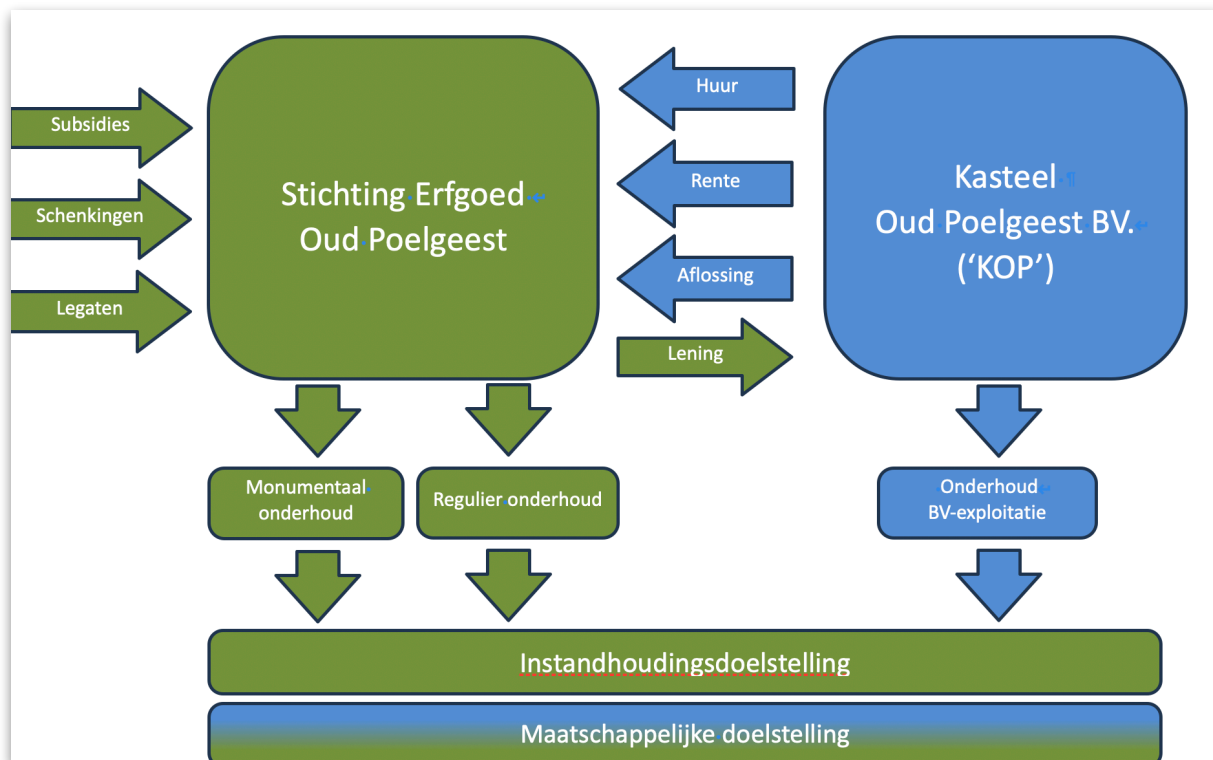 Subsidies
Schenkingen
Legaten
Stichting Erfgoed
Oud Poelgeest
Huur
Rente
Aflossing
Lening
Kasteel
Oud Poelgeest BV.
(‘KOP’)
Monumentaal
onderhoud
Regulier onderhoud
Onderhoud
BV-exploitatie
Instandhoudingsdoelstelling
Maatschappelijke doelstelling